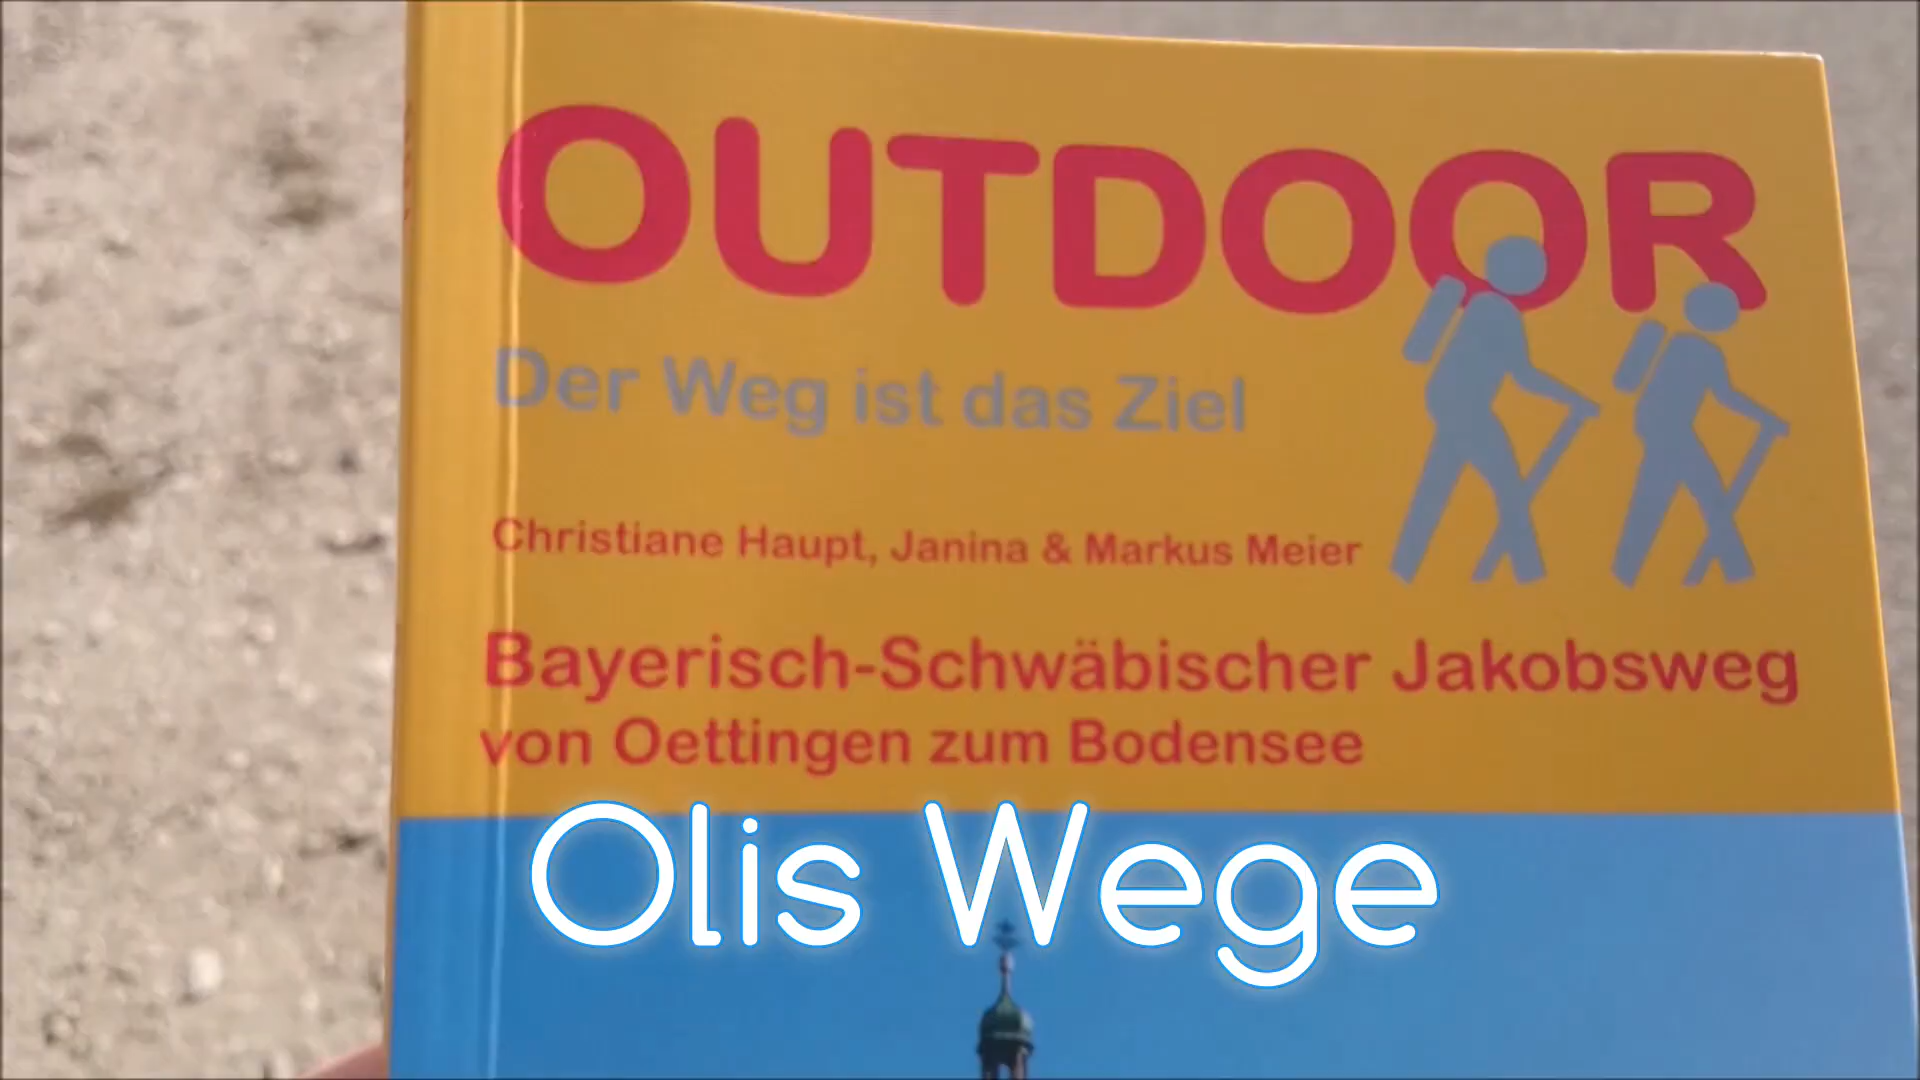 OUTDOOR
Der Weg ist das Ziel
Christiane Haupt, Janina & Markus Meier
Bayerisch-Schwäbischer Jakobsweg
von Oettingen zum Bodensee
Olis Wege